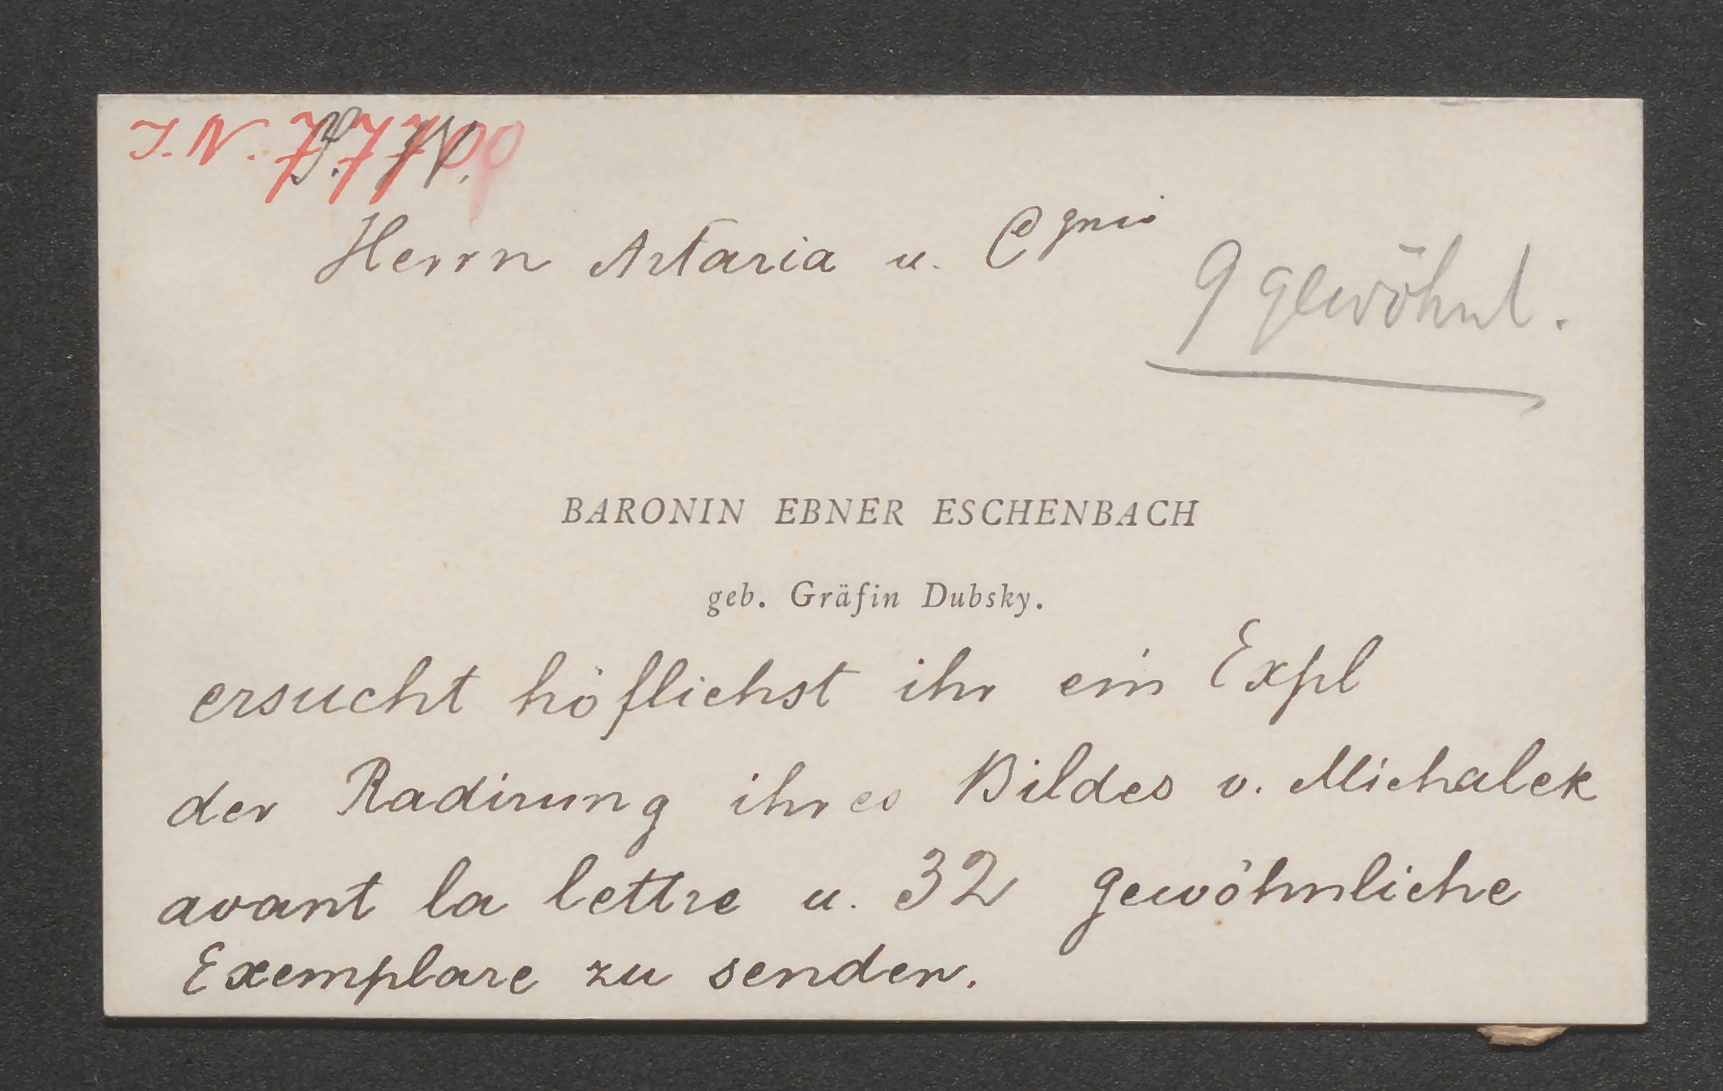 J.N.
Herrn Artaria u. Cgnie
9 gewöhnl.
BARONIN EBNER ESCHENBACH
geb. Gräfin Dubsky.
ersucht höflichst ihr ein Expl
der Radirung ihres Bildes v. Michalek
avant la lettre u. 32 gewöhnliche
Exemplare zu senden.